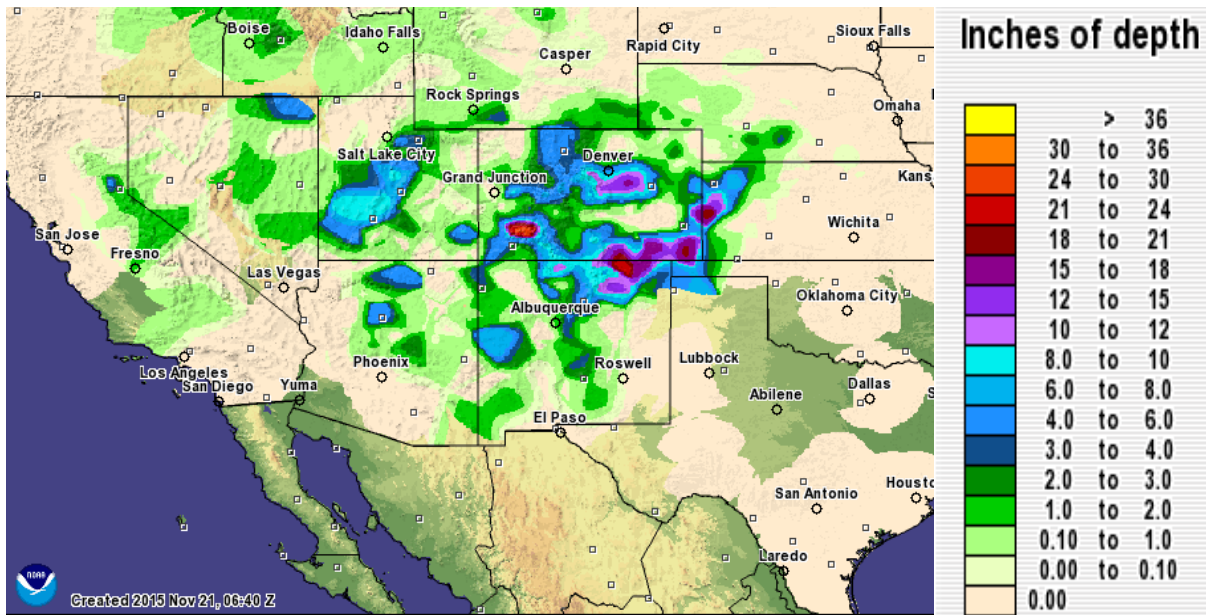 Boise
Idaho Falls
Casper
Rapid City
Sioux Falls
Rock Springs
Omaha
Salt Lake City
Denver
Grand Junction
Kans
San Jose
Fresno
Wichita
Las Vegas
Albuquerque
Oklahoma City
Phoenix
Roswell
Lubbock
Los Angeles
San Diego
Yuma
Abilene
Dallas
S
El Paso
San Antonio
Housto
Laredo
NOAA
Created 2015 Nov 21, 06:40 Z
Inches of depth
> 36
30 to 36
24 to 30
21 to 24
18 to 21
15 to 18
12 to 15
10 to 12
8.0 to 10
6.0 to 8.0
4.0 to 6.0
3.0 to 4.0
2.0 to 3.0
1.0 to 2.0
0.10 to 1.0
0.00 to 0.10
0.00